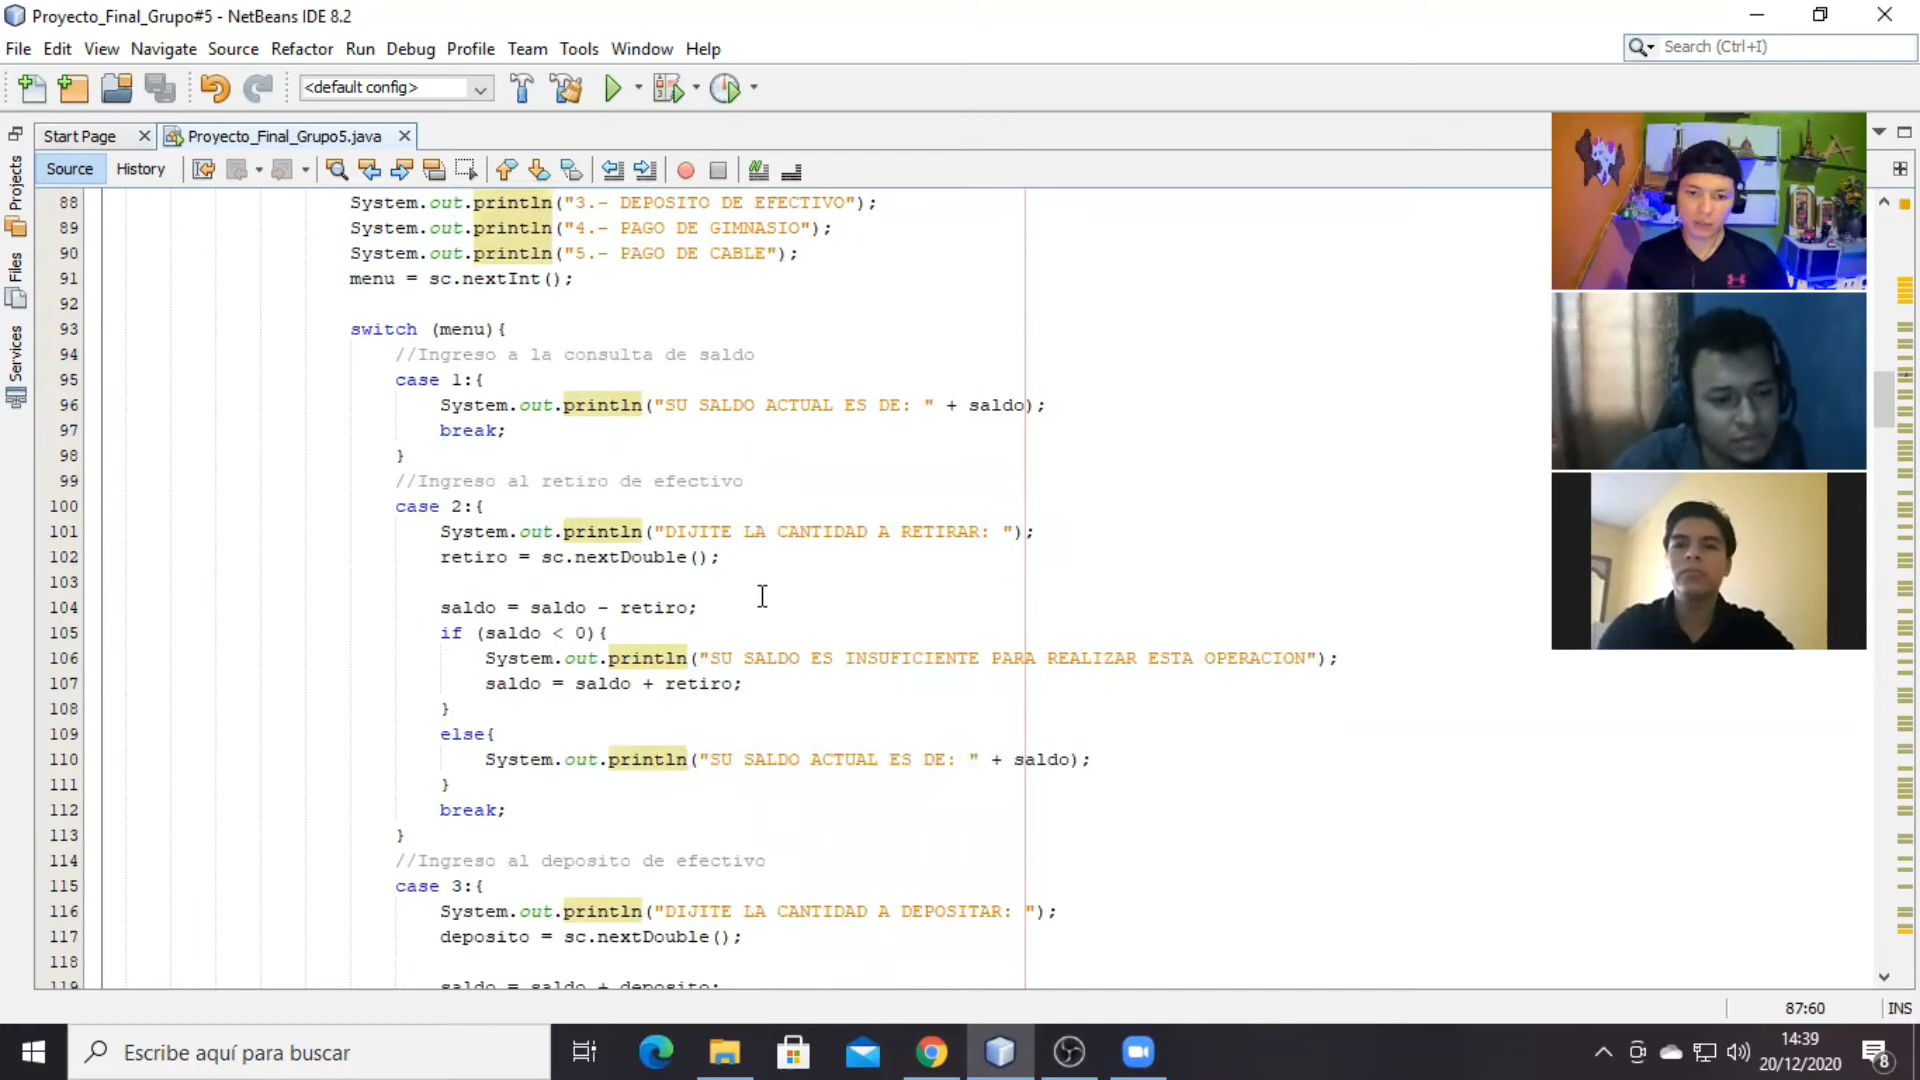 Proyecto_Final_Grupo#5 - NetBeans IDE 8.2
File Edit View Navigate Source Refactor Run Debug Profile Team Tools Window Help
Search (Ctrl+I)
<default config>
Start Page
Proyecto_Final_Grupo5.java
Source History
Projects
Files
Services
88 System.out.println("3.- DEPOSITO DE EFECTIVO");
89 System.out.println("4.- PAGO DE GIMNASIO");
90 System.out.println("5.- PAGO DE CABLE");
91 menu = sc.nextInt();
92
93 switch (menu){
94 //Ingreso a la consulta de saldo
95 case 1:{
96 System.out.println("SU SALDO ACTUAL ES DE: " + saldo);
97 break;
98 }
99 //Ingreso al retiro de efectivo
100 case 2:{
101 System.out.println("DIJITE LA CANTIDAD A RETIRAR: ");
102 retiro = sc.nextDouble();
103
104 saldo = saldo - retiro;
105 if (saldo < 0){
106 System.out.println("SU SALDO ES INSUFICIENTE PARA REALIZAR ESTA OPERACION");
107 saldo = saldo + retiro;
108 }
109 else{
110 System.out.println("SU SALDO ACTUAL ES DE: " + saldo);
111 }
112 break;
113 }
114 //Ingreso al deposito de efectivo
115 case 3:{
116 System.out.println("DIJITE LA CANTIDAD A DEPOSITAR: ");
117 deposito = sc.nextDouble();
118
119 saldo = saldo + deposito;
87:60 INS
Escribe aquí para buscar
14:39
20/12/2020
8